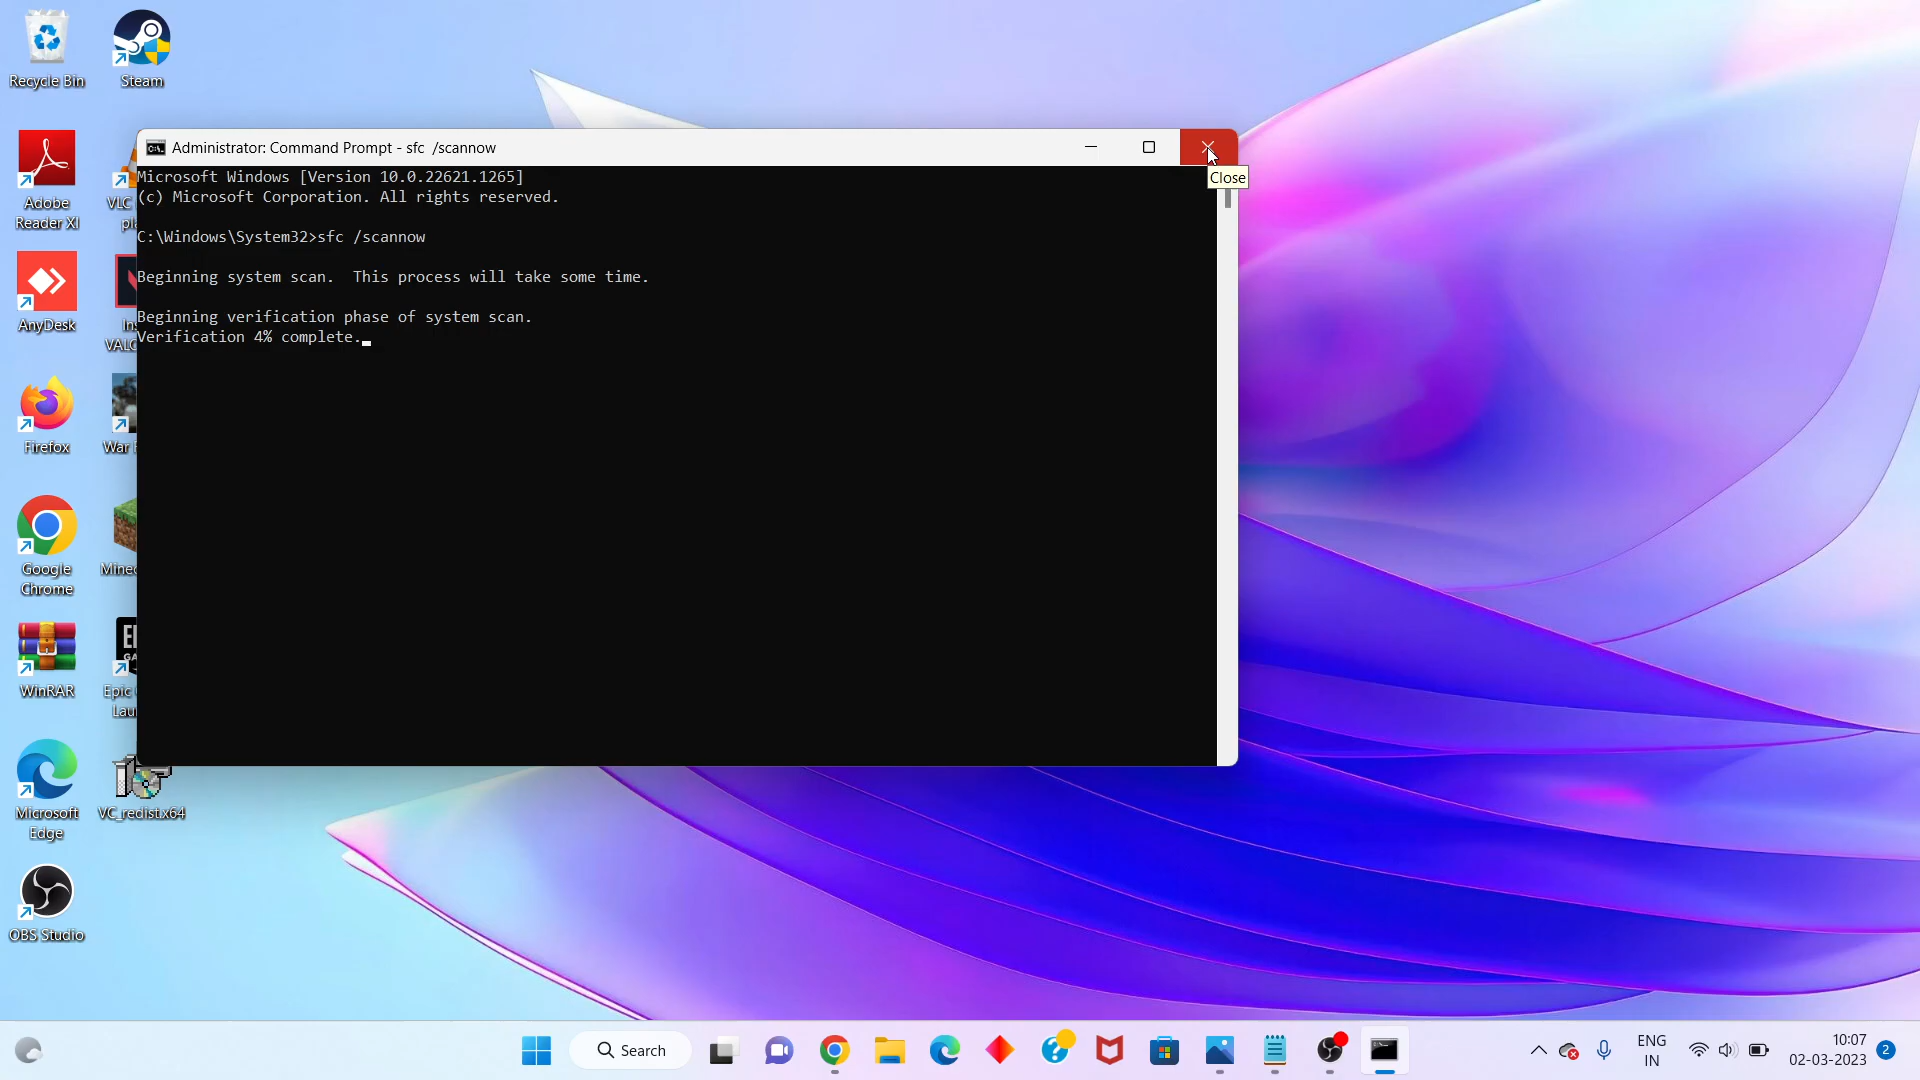 Recycle Bin
Steam
Adobe
Reader XI
VLC
AnyDesk
Firefox
War
Google
Chrome
WinRAR
Epic
Microsoft
Edge
VC_redist.x64
OBS Studio
Administrator: Command Prompt - sfc /scannow
Close
Microsoft Windows [Version 10.0.22621.1265]
(c) Microsoft Corporation. All rights reserved.
C:\Windows\System32>sfc /scannow
Beginning system scan.  This process will take some time.
Beginning verification phase of system scan.
Verification 4% complete.
Search
ENG
IN
10:07
02-03-2023
2